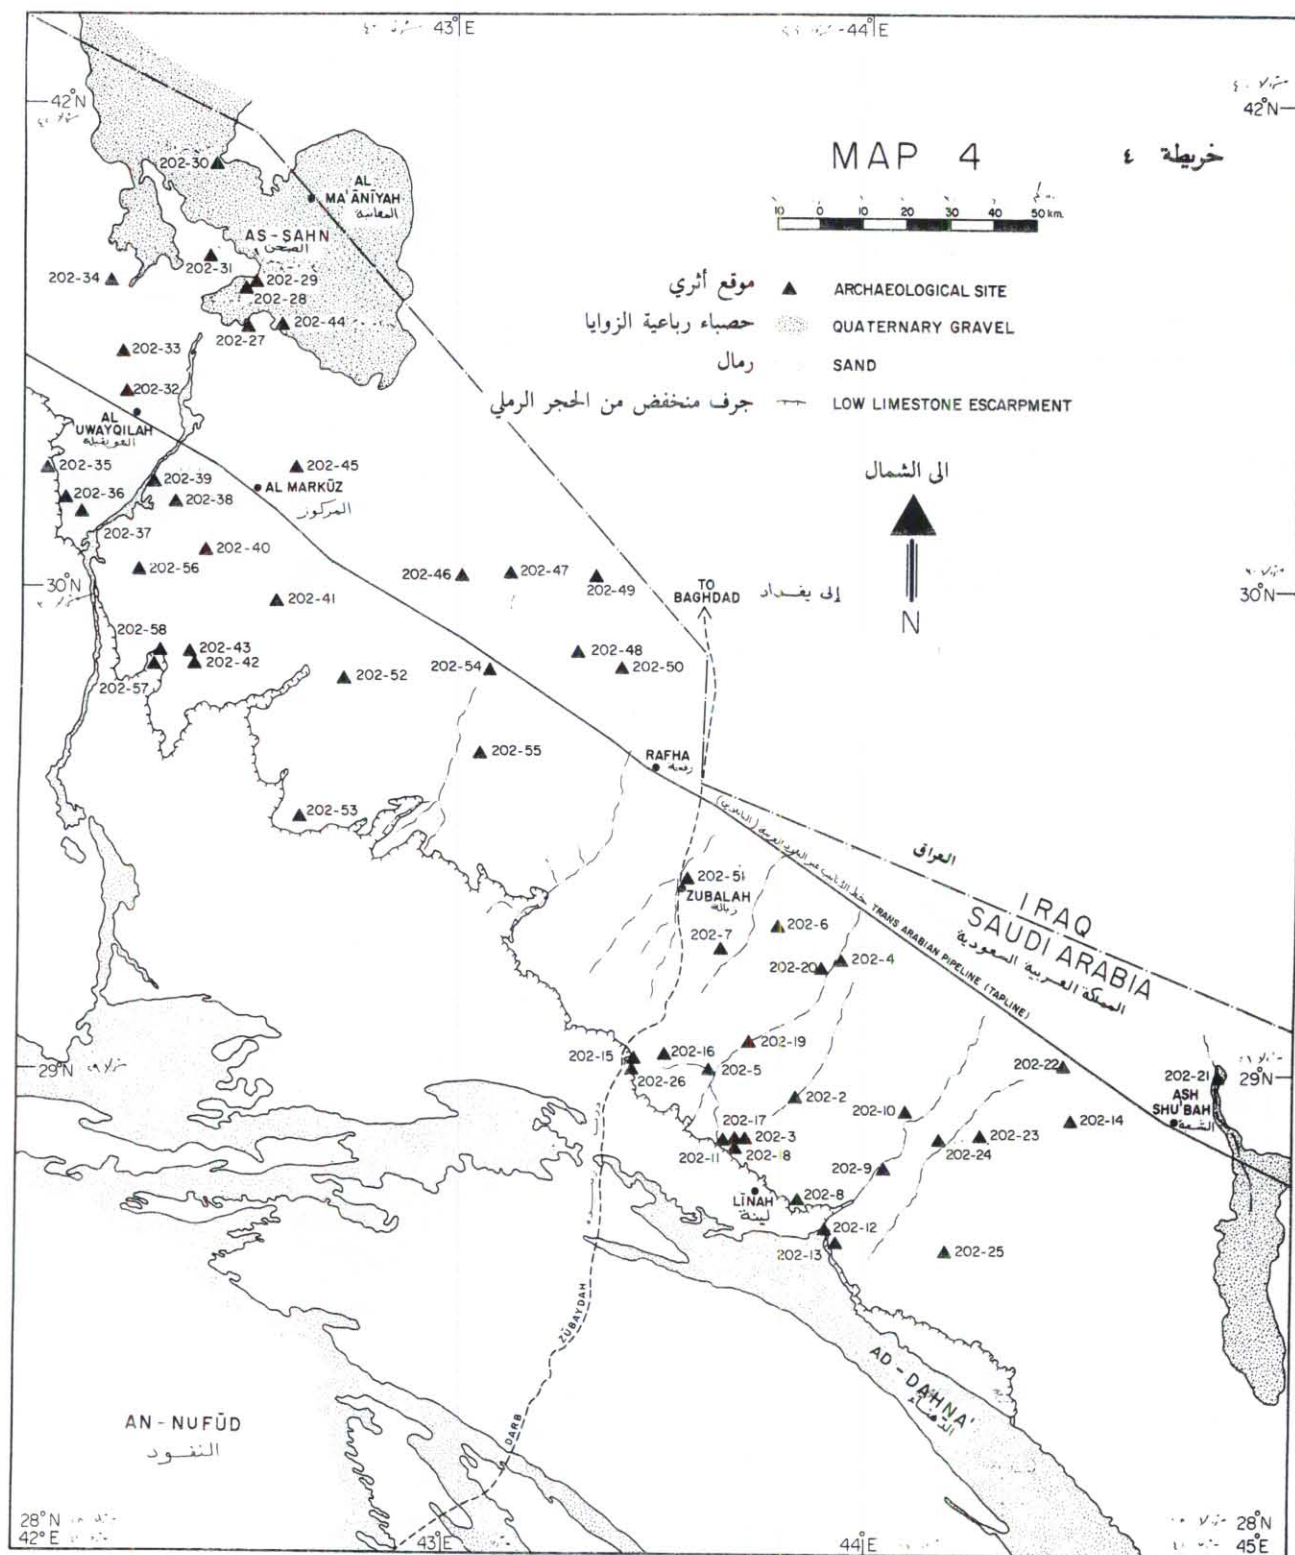 43°E
44°E
42°N
42°N
MAP 4
خريطة ٤
10 0 10 20 30 40 50 km.
موقع أثري
ARCHAEOLOGICAL SITE
حصباء رباعية الزوايا
QUATERNARY GRAVEL
رمال
SAND
جرف منخفض من الحجر الرملي
LOW LIMESTONE ESCARPMENT
الى الشمال
N
202-30
AL
MA'ĀNĪYAH
AS-SAHN
202-31
202-34
202-29
202-28
202-44
202-27
202-33
202-32
AL
UWAYQILAH
العويقيلة
202-35
202-39
202-45
202-36
202-38
AL MARKŪZ
المركوز
202-37
202-40
202-56
30°N
202-46
202-47
202-49
TO
BAGHDAD
إلى بغداد
30°N
202-41
202-58
202-43
202-42
202-57
202-48
202-50
202-54
202-52
RAFHA
202-55
202-53
العراق
IRAQ
SAUDI ARABIA
المملكة العربية السعودية
TRANS ARABIAN PIPELINE (TAPLINE)
202-51
ZUBALAH
202-6
202-7
202-4
202-20
202-19
202-15
202-16
202-5
202-26
29°N
202-22
202-21
29°N
ASH
SHU'BAH
202-2
202-10
202-14
202-17
202-3
202-11
202-18
202-23
202-24
202-9
LĪNAH
لينة
202-8
202-12
202-13
202-25
ZŪBAYDAH
DARB
AD-DAHNA'
الدهناء
AN-NUFŪD
النفود
28°N
42°E
43°E
44°E
28°N
45°E